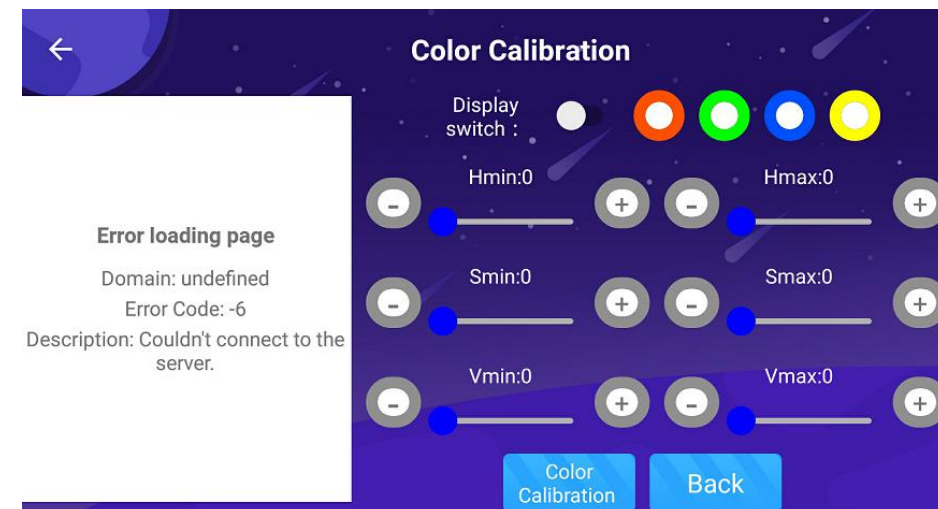 Color Calibration
Display
switch :
Hmin:0
Hmax:0
- + - +
Error loading page
Domain: undefined
Error Code: -6
Description: Couldn't connect to the
server.
Smin:0
Smax:0
- + - +
Vmin:0
Vmax:0
- + - +
Color
Calibration
Back